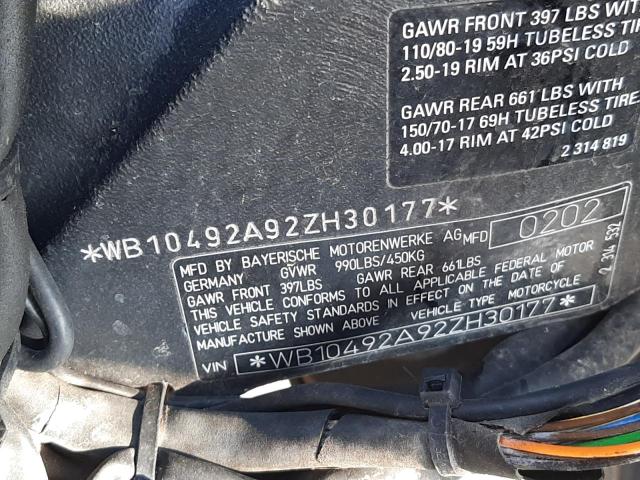 GAWR FRONT 397 LBS WITH
110/80-19 59H TUBELESS TIRE
2.50-19 RIM AT 36PSI COLD
GAWR REAR 661 LBS WITH
150/70-17 69H TUBELESS TIRE
4.00-17 RIM AT 42PSI COLD
2 314 819
*WB10492A92ZH30177*
MFD BY BAYERISCHE MOTORENWERKE AG MFD 0202
GERMANY GVWR 990LBS/450KG
GAWR FRONT 397LBS GAWR REAR 661LBS
THIS VEHICLE CONFORMS TO ALL APPLICABLE FEDERAL MOTOR
VEHICLE SAFETY STANDARDS IN EFFECT ON THE DATE OF
MANUFACTURE SHOWN ABOVE VEHICLE TYPE MOTORCYCLE
VIN *WB10492A92ZH30177*
2 304 532